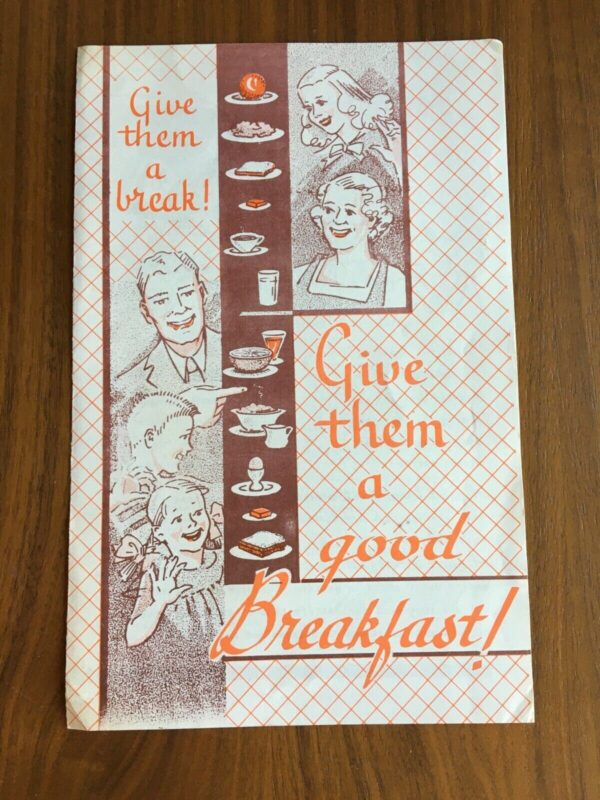 Give
them
a
break!
Give
them
a
good
Breakfast!